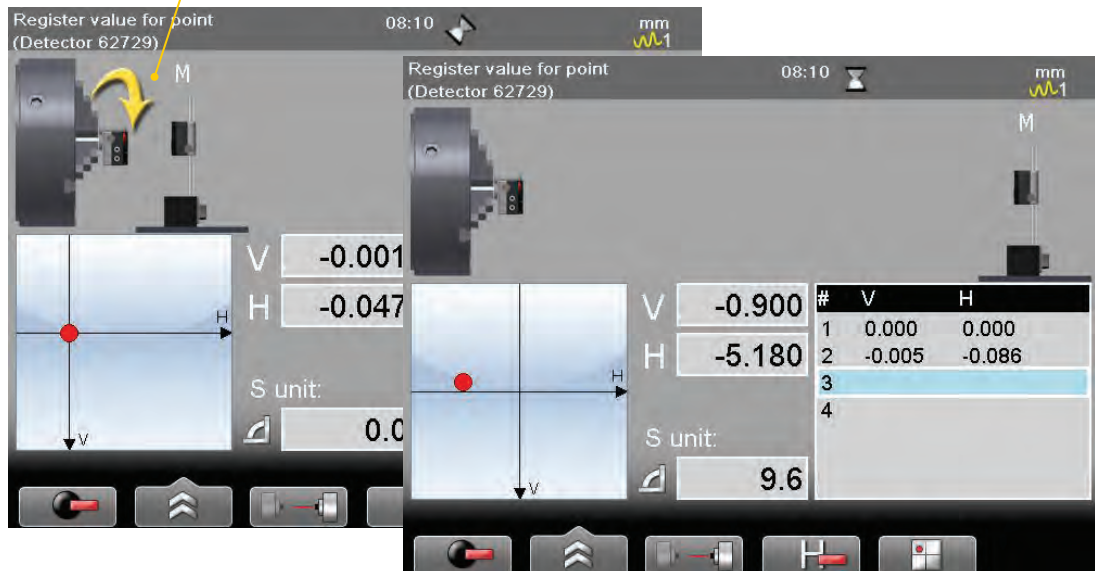 Register value for point
(Detector 62729)
08:10
mm
1
M
V -0.001
H -0.047
H
V
S unit:
0.0
Register value for point
(Detector 62729)
08:10
mm
1
M
V -0.900
H -5.180
H
V
S unit:
9.6
# V H
1 0.000 0.000
2 -0.005 -0.086
3
4